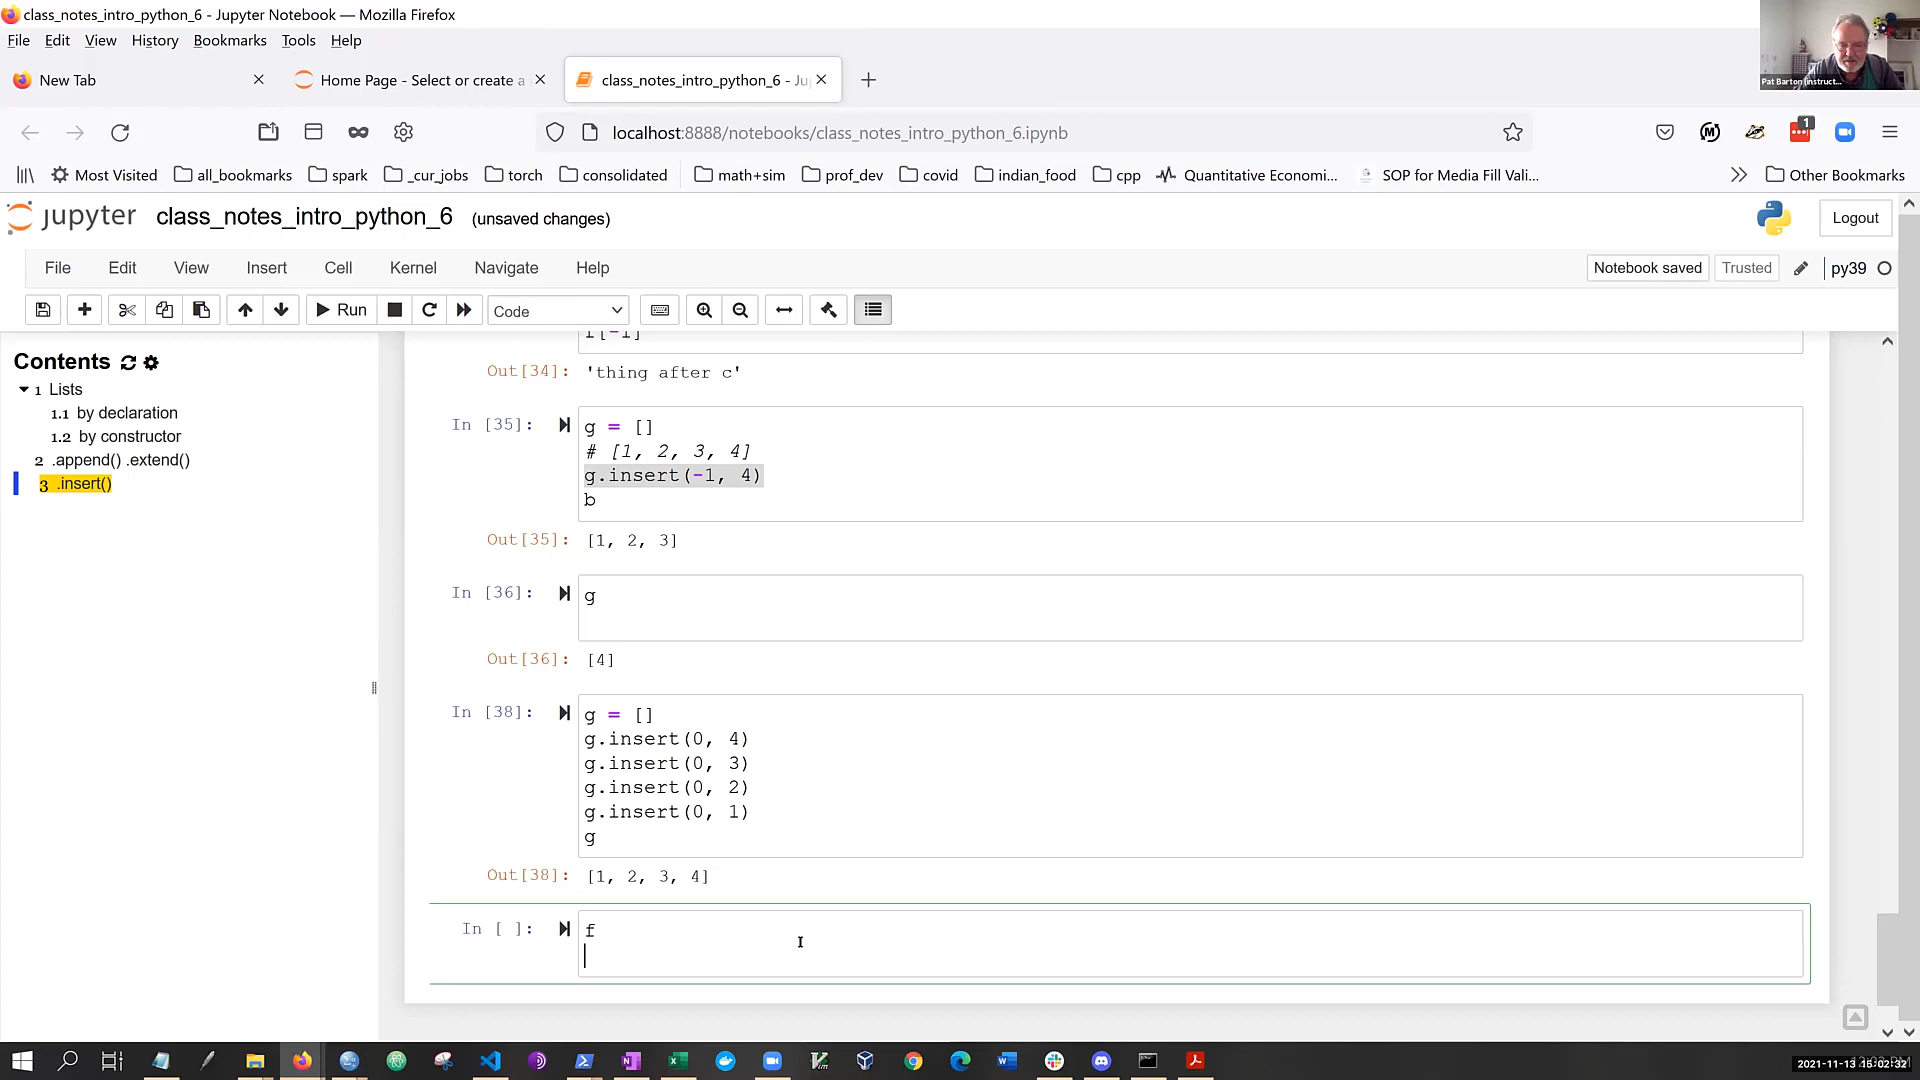 class_notes_intro_python_6 - Jupyter Notebook — Mozilla Firefox
File Edit View History Bookmarks Tools Help
New Tab
Home Page - Select or create a
class_notes_intro_python_6 - Ju
Pat Barton (instruct...
localhost:8888/notebooks/class_notes_intro_python_6.ipynb
1
Most Visited all_bookmarks spark _cur_jobs torch consolidated math+sim prof_dev covid indian_food cpp Quantitative Economi... SOP for Media Fill Vali... Other Bookmarks
jupyter class_notes_intro_python_6 (unsaved changes) Logout
File Edit View Insert Cell Kernel Navigate Help Notebook saved Trusted py39
Run Code
Contents
1 Lists
1.1 by declaration
1.2 by constructor
2 .append() .extend()
3 .insert()
f[-1]
Out[34]: 'thing after c'
In [35]: g = []
# [1, 2, 3, 4]
g.insert(-1, 4)
b
Out[35]: [1, 2, 3]
In [36]: g
Out[36]: [4]
In [38]: g = []
g.insert(0, 4)
g.insert(0, 3)
g.insert(0, 2)
g.insert(0, 1)
g
Out[38]: [1, 2, 3, 4]
In [ ]: f
2021-11-13 15:02:32